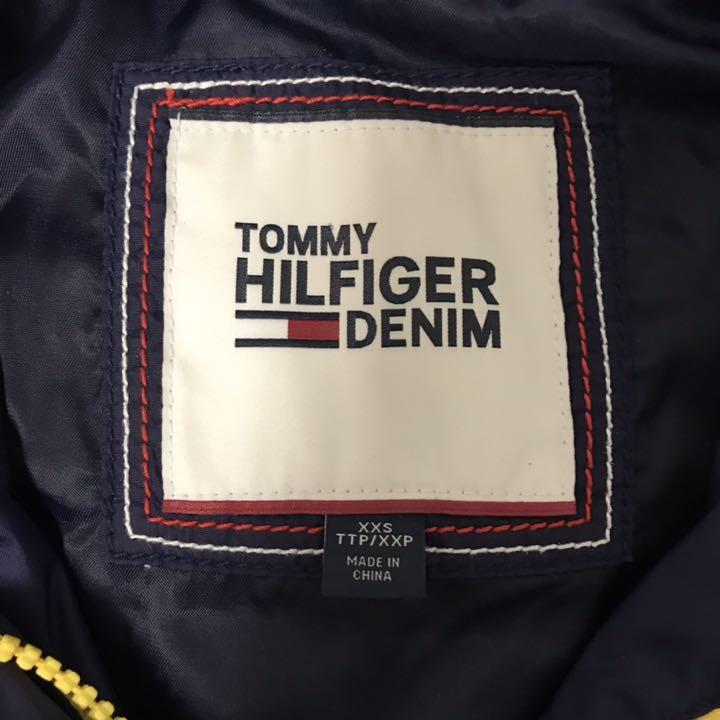 TOMMY
HILFIGER
DENIM
XXS
TTP/XXP
MADE IN
CHINA